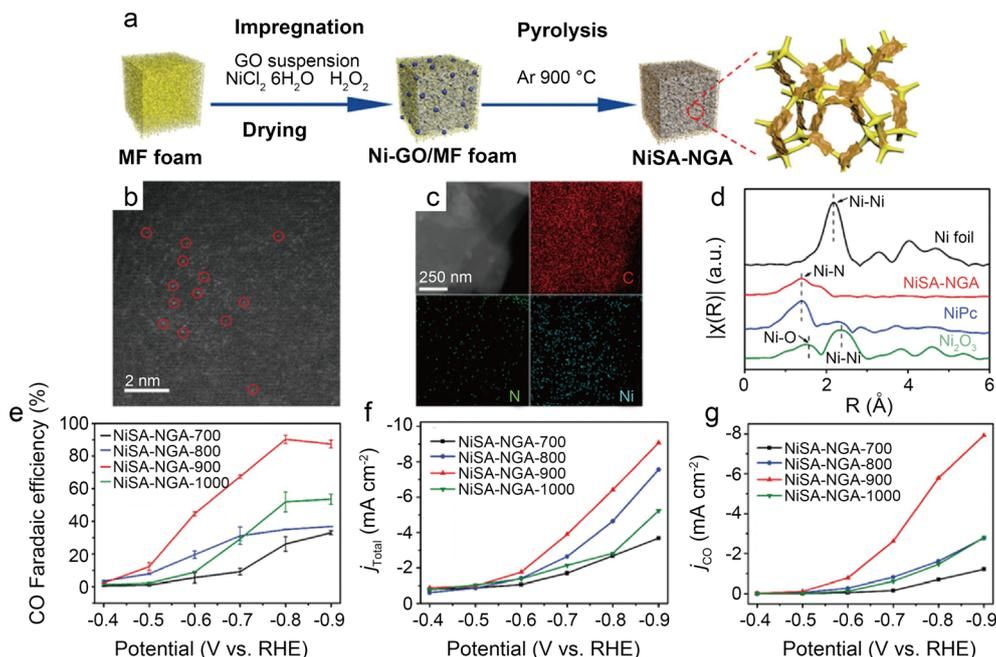 a
Impregnation
GO suspension
NiCl₂ 6H₂O H₂O₂
Drying
Pyrolysis
Ar 900 °C
MF foam
Ni-GO/MF foam
NiSA-NGA
b
2 nm
c
250 nm
C
N
Ni
d
|χ(R)| (a.u.)
Ni-Ni
Ni foil
Ni-N
NiSA-NGA
NiPc
Ni-O
Ni₂O₃
Ni-Ni
0 2 4 6
R (Å)
e
CO Faradaic efficiency (%)
100
80
60
40
20
0
NiSA-NGA-700
NiSA-NGA-800
NiSA-NGA-900
NiSA-NGA-1000
-0.4 -0.5 -0.6 -0.7 -0.8 -0.9
Potential (V vs. RHE)
f
jTotal (mA cm⁻²)
-10
-8
-6
-4
-2
0
NiSA-NGA-700
NiSA-NGA-800
NiSA-NGA-900
NiSA-NGA-1000
-0.4 -0.5 -0.6 -0.7 -0.8 -0.9
Potential (V vs. RHE)
g
jCO (mA cm⁻²)
-8
-6
-4
-2
0
NiSA-NGA-700
NiSA-NGA-800
NiSA-NGA-900
NiSA-NGA-1000
-0.4 -0.5 -0.6 -0.7 -0.8 -0.9
Potential (V vs. RHE)